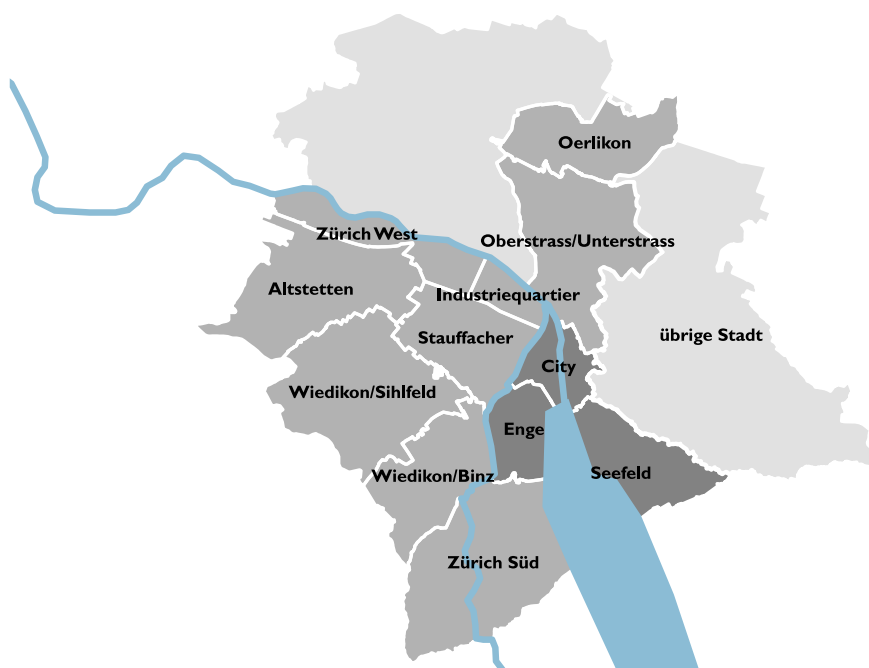 Oerlikon
Zürich West
Oberstrass/Unterstrass
Altstetten
Industriequartier
Stauffacher
übrige Stadt
City
Wiedikon/Sihlfeld
Enge
Wiedikon/Binz
Seefeld
Zürich Süd